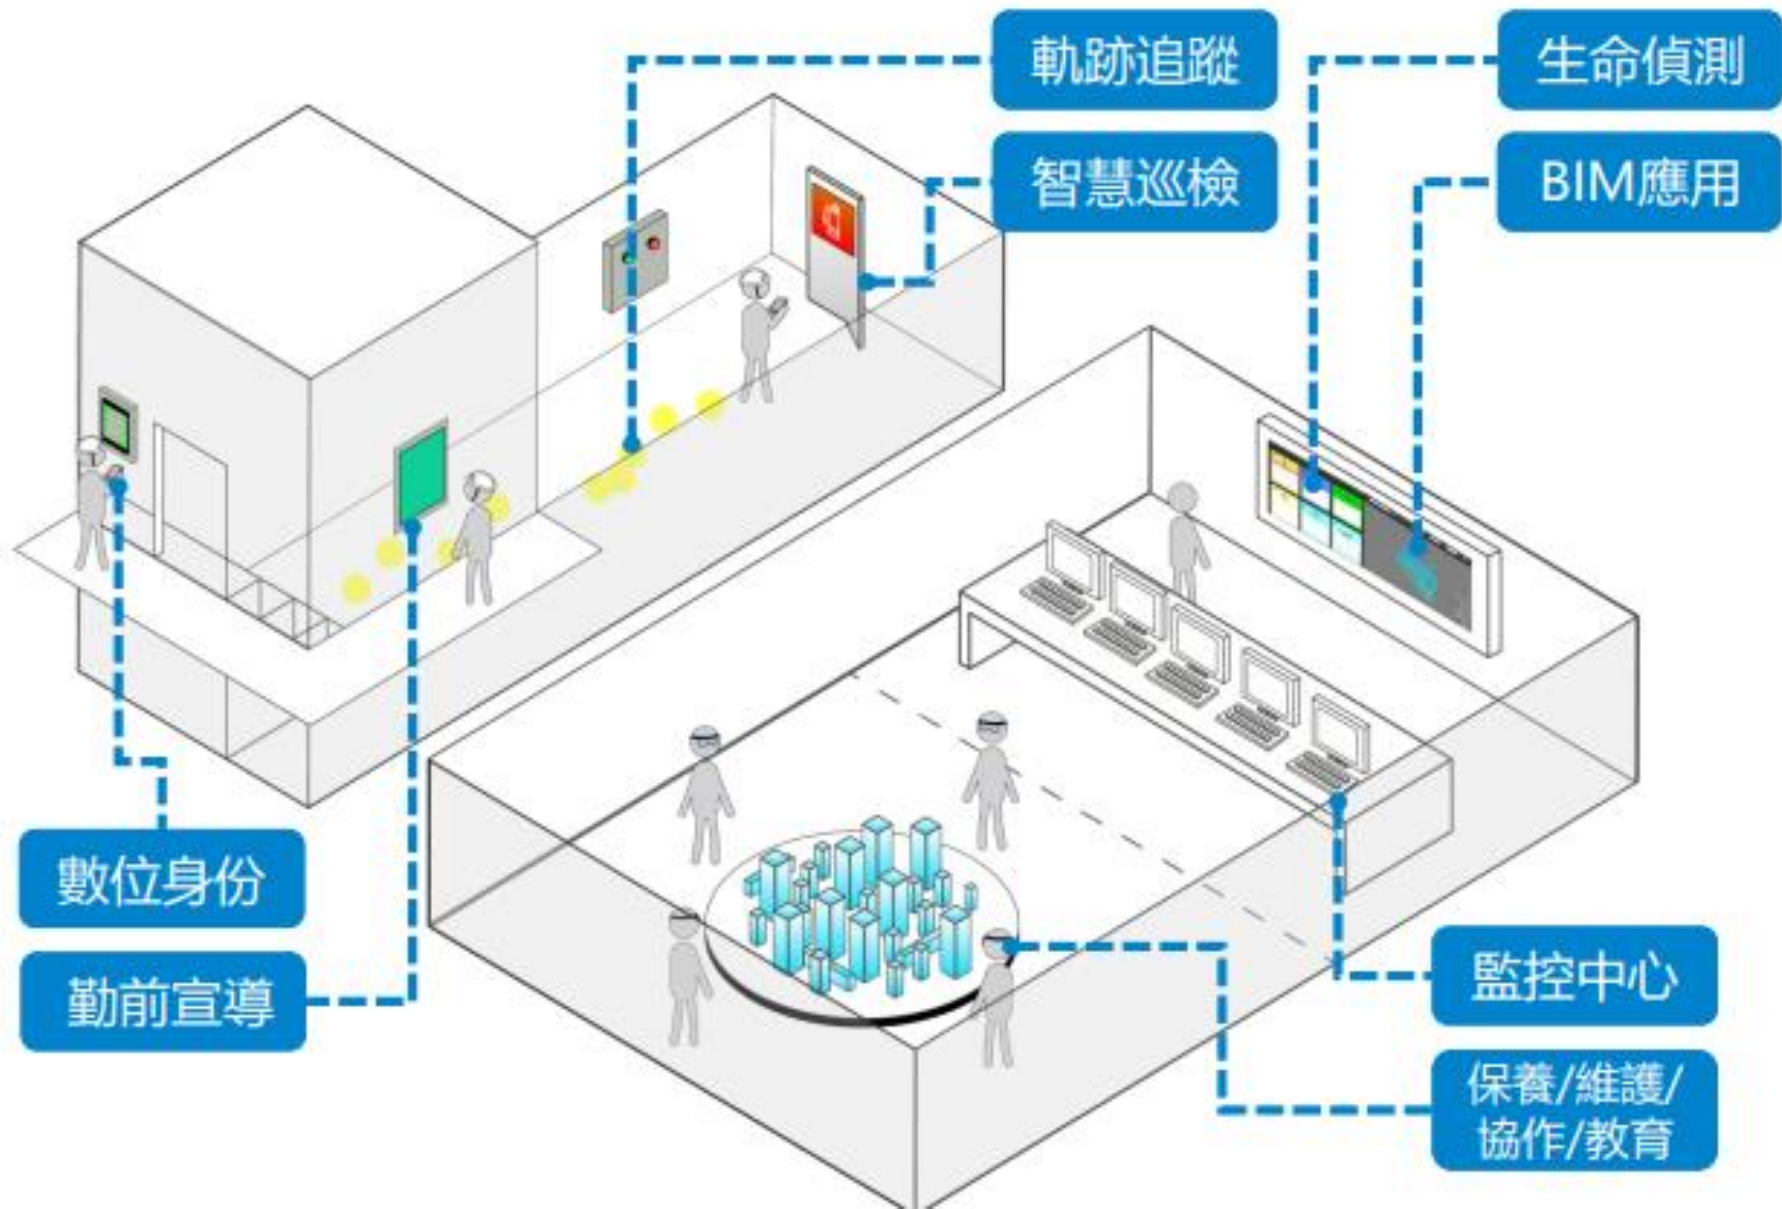 軌跡追蹤
生命偵測
智慧巡檢
BIM應用
數位身份
勤前宣導
監控中心
保養/維護/
協作/教育